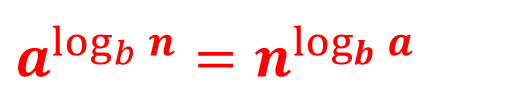 $a^{\log_b n} = n^{\log_b a}$